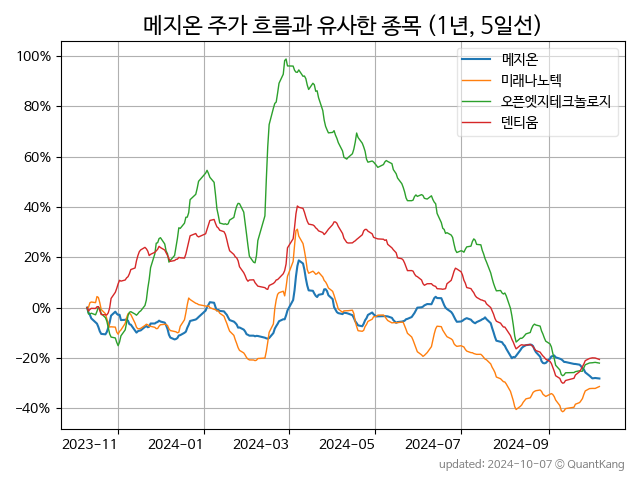 메지온 주가 흐름과 유사한 종목 (1년, 5일선)
메지온
미래나노텍
오픈엣지테크놀로지
덴티움
100%
80%
60%
40%
20%
0%
−20%
−40%
2023-11 2024-01 2024-03 2024-05 2024-07 2024-09
updated: 2024-10-07 © QuantKang